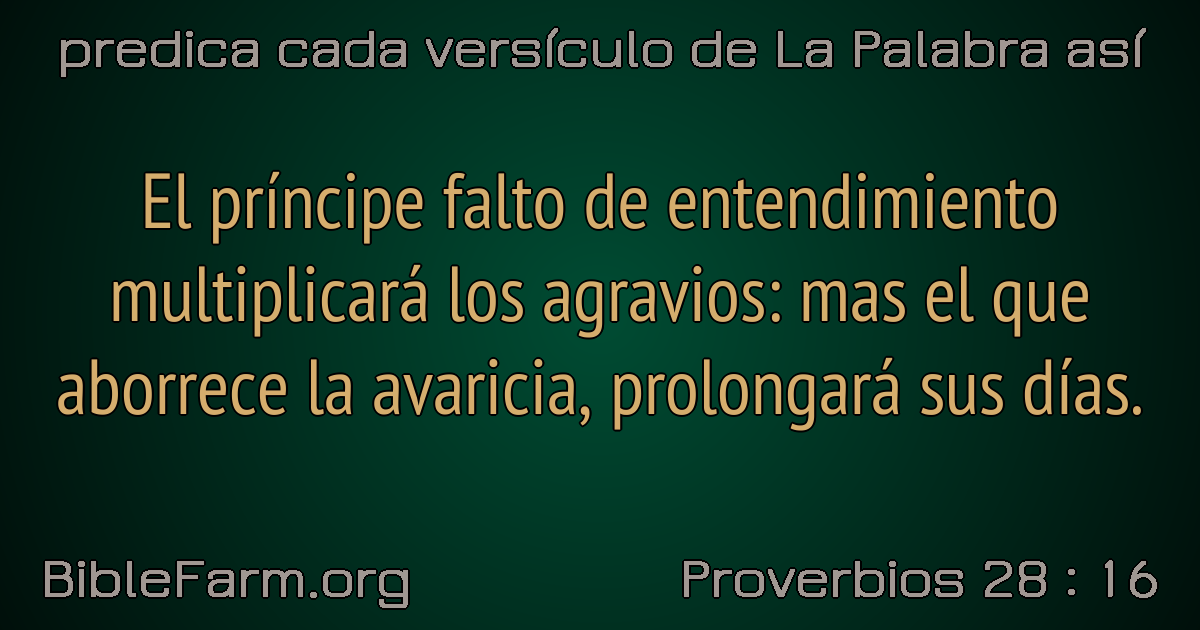 predica cada versículo de La Palabra así
El príncipe falto de entendimiento
multiplicará los agravios: mas el que
aborrece la avaricia, prolongará sus días.
BibleFarm.org
Proverbios 28 : 16